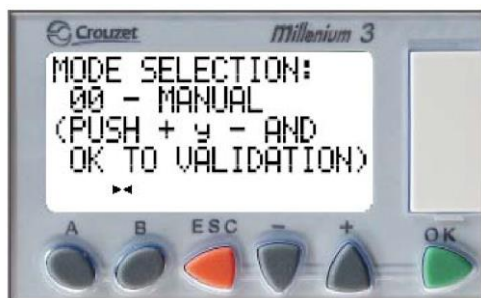 Crouzet millenium 3
MODE SELECTION:
00 - MANUAL
(PUSH + y - AND
OK TO VALIDATION)
A B ESC - + OK